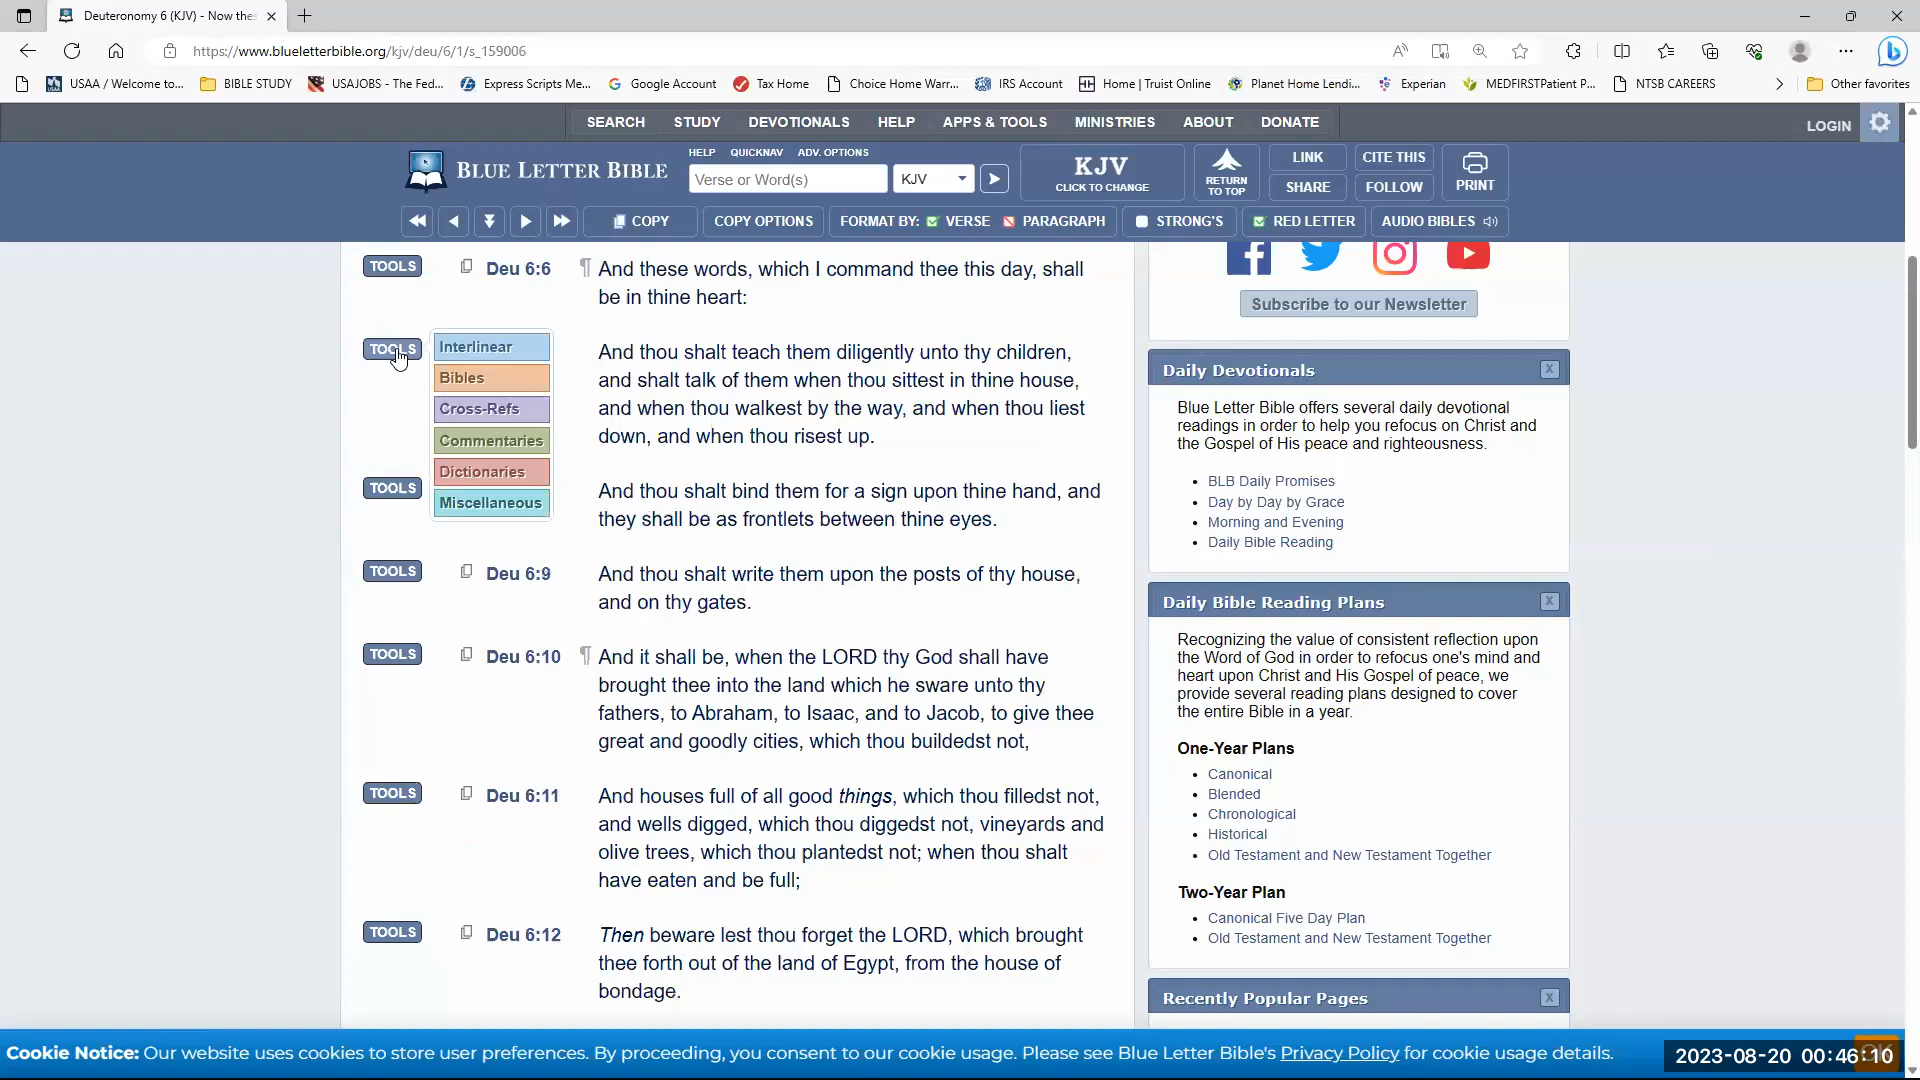 Deuteronomy 6 (KJV) - Now thes
https://www.blueletterbible.org/kjv/deu/6/1/s_159006
USAA / Welcome to... BIBLE STUDY USAJOBS - The Fed... Express Scripts Me... Google Account Tax Home Choice Home Warr... IRS Account Home | Truist Online Planet Home Lendi... Experian MEDFIRSTPatient P... NTSB CAREERS Other favorites
SEARCH STUDY DEVOTIONALS HELP APPS & TOOLS MINISTRIES ABOUT DONATE LOGIN
HELP QUICKNAV ADV. OPTIONS
BLUE LETTER BIBLE
Verse or Word(s) KJV
KJV
CLICK TO CHANGE
RETURN
TO TOP
LINK CITE THIS
SHARE FOLLOW
PRINT
COPY COPY OPTIONS FORMAT BY: VERSE PARAGRAPH STRONG'S RED LETTER AUDIO BIBLES
TOOLS Deu 6:6 ¶ And these words, which I command thee this day, shall
be in thine heart:
TOOLS And thou shalt teach them diligently unto thy children,
and shalt talk of them when thou sittest in thine house,
and when thou walkest by the way, and when thou liest
down, and when thou risest up.
Interlinear
Bibles
Cross-Refs
Commentaries
Dictionaries
Miscellaneous
TOOLS And thou shalt bind them for a sign upon thine hand, and
they shall be as frontlets between thine eyes.
TOOLS Deu 6:9 And thou shalt write them upon the posts of thy house,
and on thy gates.
TOOLS Deu 6:10 ¶ And it shall be, when the LORD thy God shall have
brought thee into the land which he sware unto thy
fathers, to Abraham, to Isaac, and to Jacob, to give thee
great and goodly cities, which thou buildedst not,
TOOLS Deu 6:11 And houses full of all good things, which thou filledst not,
and wells digged, which thou diggedst not, vineyards and
olive trees, which thou plantedst not; when thou shalt
have eaten and be full;
TOOLS Deu 6:12 Then beware lest thou forget the LORD, which brought
thee forth out of the land of Egypt, from the house of
bondage.
Subscribe to our Newsletter
Daily Devotionals X
Blue Letter Bible offers several daily devotional
readings in order to help you refocus on Christ and
the Gospel of His peace and righteousness.
BLB Daily Promises
Day by Day by Grace
Morning and Evening
Daily Bible Reading
Daily Bible Reading Plans X
Recognizing the value of consistent reflection upon
the Word of God in order to refocus one's mind and
heart upon Christ and His Gospel of peace, we
provide several reading plans designed to cover
the entire Bible in a year.
One-Year Plans
Canonical
Blended
Chronological
Historical
Old Testament and New Testament Together
Two-Year Plan
Canonical Five Day Plan
Old Testament and New Testament Together
Recently Popular Pages X
Cookie Notice: Our website uses cookies to store user preferences. By proceeding, you consent to our cookie usage. Please see Blue Letter Bible's Privacy Policy for cookie usage details.
2023-08-20 00:46:10